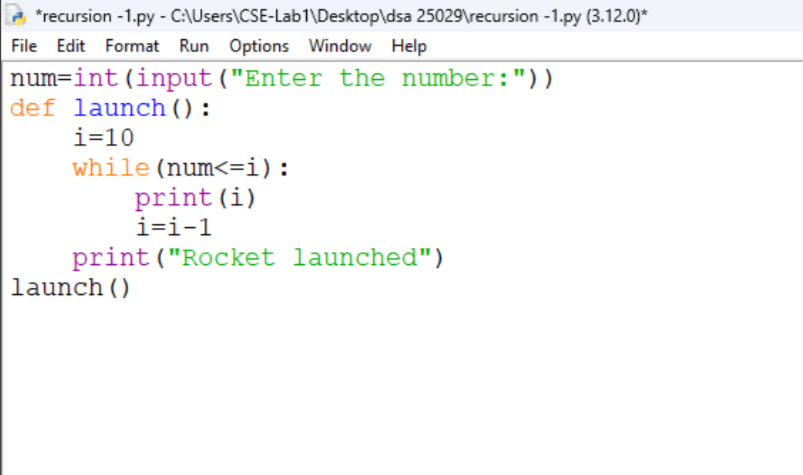 *recursion -1.py - C:\Users\CSE-Lab1\Desktop\dsa 25029\recursion -1.py (3.12.0)*
File Edit Format Run Options Window Help
num=int(input("Enter the number:"))
def launch():
    i=10
    while(num<=i):
        print(i)
        i=i-1
    print("Rocket launched")
launch()